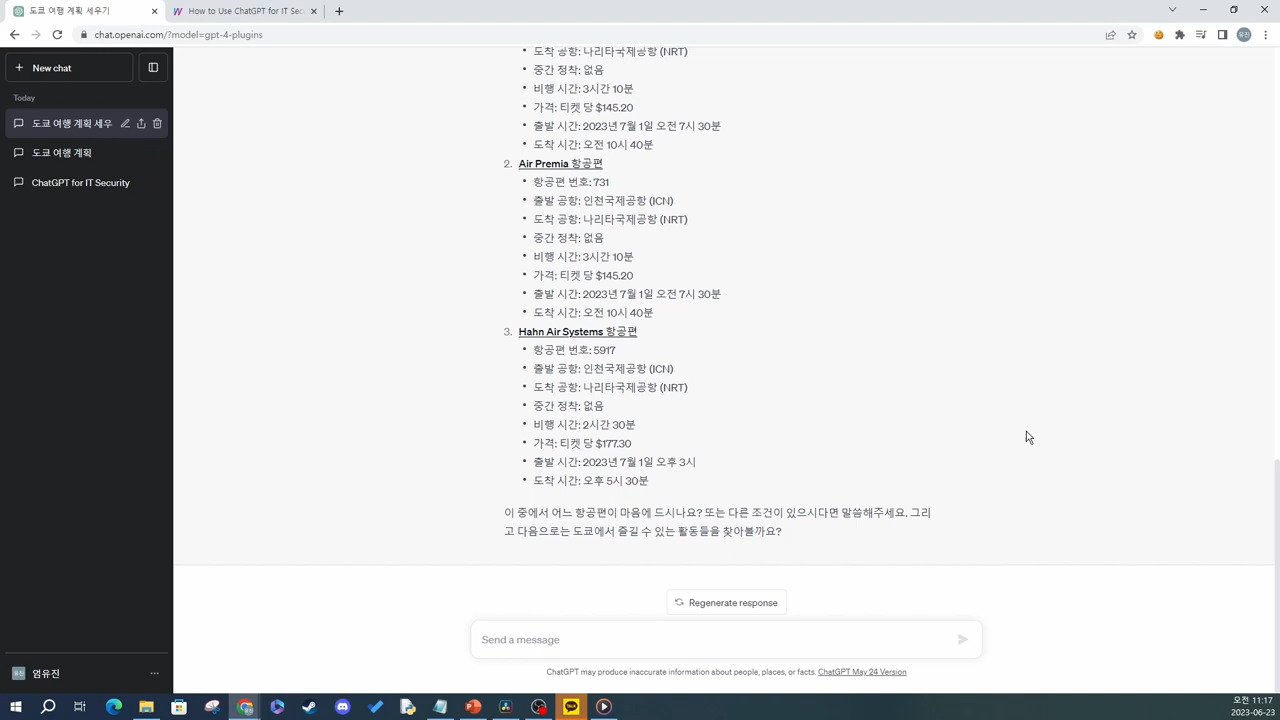 도쿄 여행 계획 세우기
How to Use ChatGPT for IT Sec
chat.openai.com/?model=gpt-4-plugins
유진
New chat
Today
도쿄 여행 계획 세우
도쿄 여행 계획
ChatGPT for IT Security
도착 공항: 나리타국제공항 (NRT)
중간 정착: 없음
비행 시간: 3시간 10분
가격: 티켓 당 $145.20
출발 시간: 2023년 7월 1일 오전 7시 30분
도착 시간: 오전 10시 40분
2. Air Premia 항공편
항공편 번호: 731
출발 공항: 인천국제공항 (ICN)
도착 공항: 나리타국제공항 (NRT)
중간 정착: 없음
비행 시간: 3시간 10분
가격: 티켓 당 $145.20
출발 시간: 2023년 7월 1일 오전 7시 30분
도착 시간: 오전 10시 40분
3. Hahn Air Systems 항공편
항공편 번호: 5917
출발 공항: 인천국제공항 (ICN)
도착 공항: 나리타국제공항 (NRT)
중간 정착: 없음
비행 시간: 2시간 30분
가격: 티켓 당 $177.30
출발 시간: 2023년 7월 1일 오후 3시
도착 시간: 오후 5시 30분
이 중에서 어느 항공편이 마음에 드시나요? 또는 다른 조건이 있으시다면 말씀해주세요. 그리
고 다음으로는 도쿄에서 즐길 수 있는 활동들을 찾아볼까요?
Regenerate response
Send a message
ChatGPT may produce inaccurate information about people, places, or facts. ChatGPT May 24 Version
유진 엄유진
TALK
오전 11:17
2023-06-23